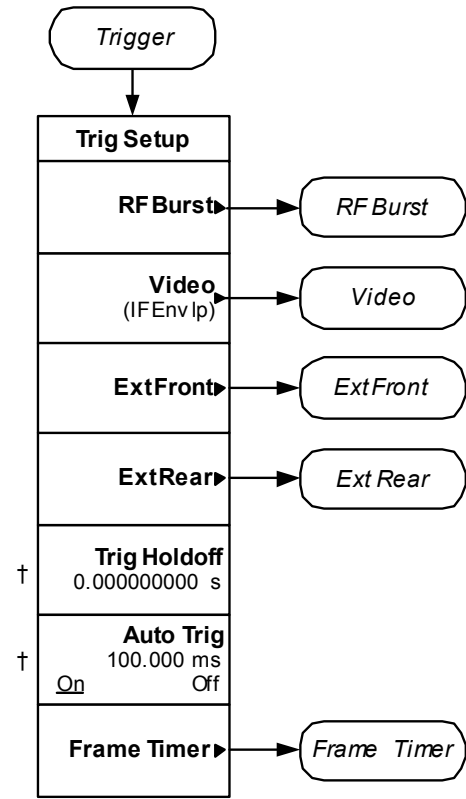 Trigger
Trig Setup
RF Burst
RF Burst
Video
(IF Envlp)
Video
Ext Front
Ext Front
Ext Rear
Ext Rear
†
Trig Holdoff
0.000000000 s
†
Auto Trig
100.000 ms
On Off
Frame Timer
Frame Timer